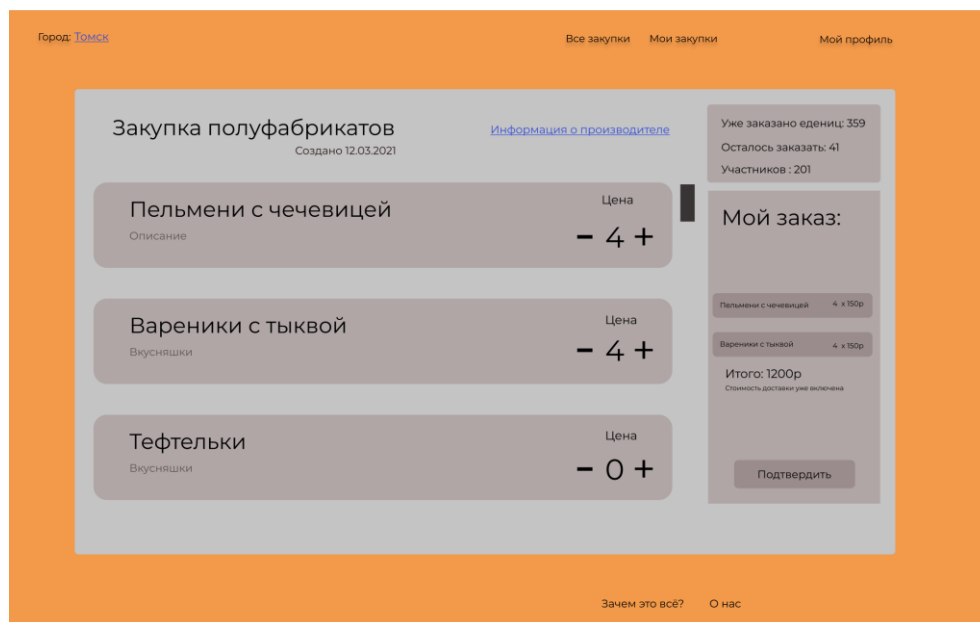 Город: Томск
Все закупки Мои закупки Мой профиль
Закупка полуфабрикатов
Создано 12.03.2021
Информация о производителе
Пельмени с чечевицей
Описание
Цена
- 4 +
Вареники с тыквой
Вкусняшки
Цена
- 4 +
Тефтельки
Вкусняшки
Цена
- 0 +
Уже заказано едениц: 359
Осталось заказать: 41
Участников : 201
Мой заказ:
Пельмени с чечевицей 4 x 150р
Вареники с тыквой 4 x 150р
Итого: 1200р
Стоимость доставки уже включена
Подтвердить
Зачем это всё? О нас